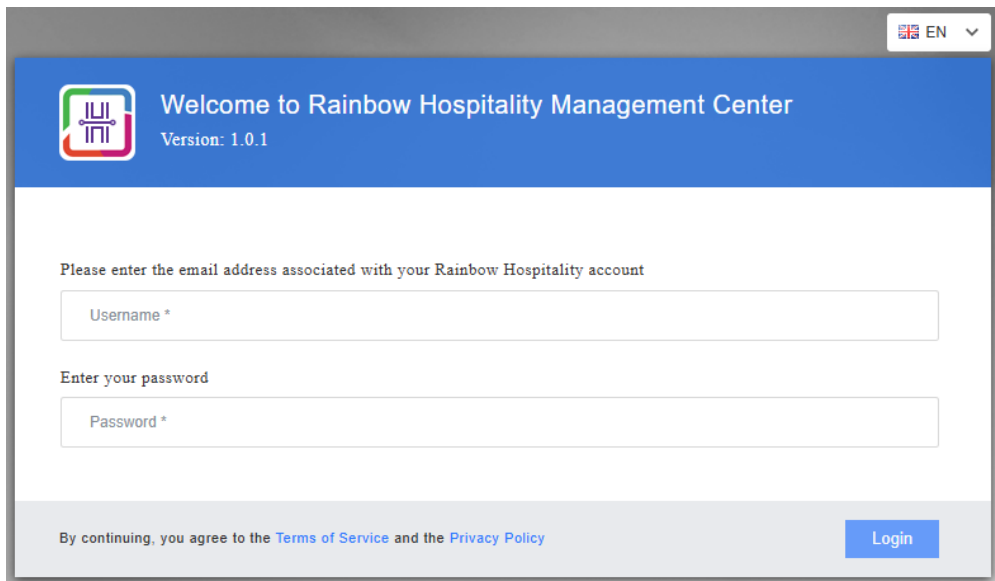 EN
Welcome to Rainbow Hospitality Management Center
Version: 1.0.1
Please enter the email address associated with your Rainbow Hospitality account
Username *
Enter your password
Password *
By continuing, you agree to the Terms of Service and the Privacy Policy
Login